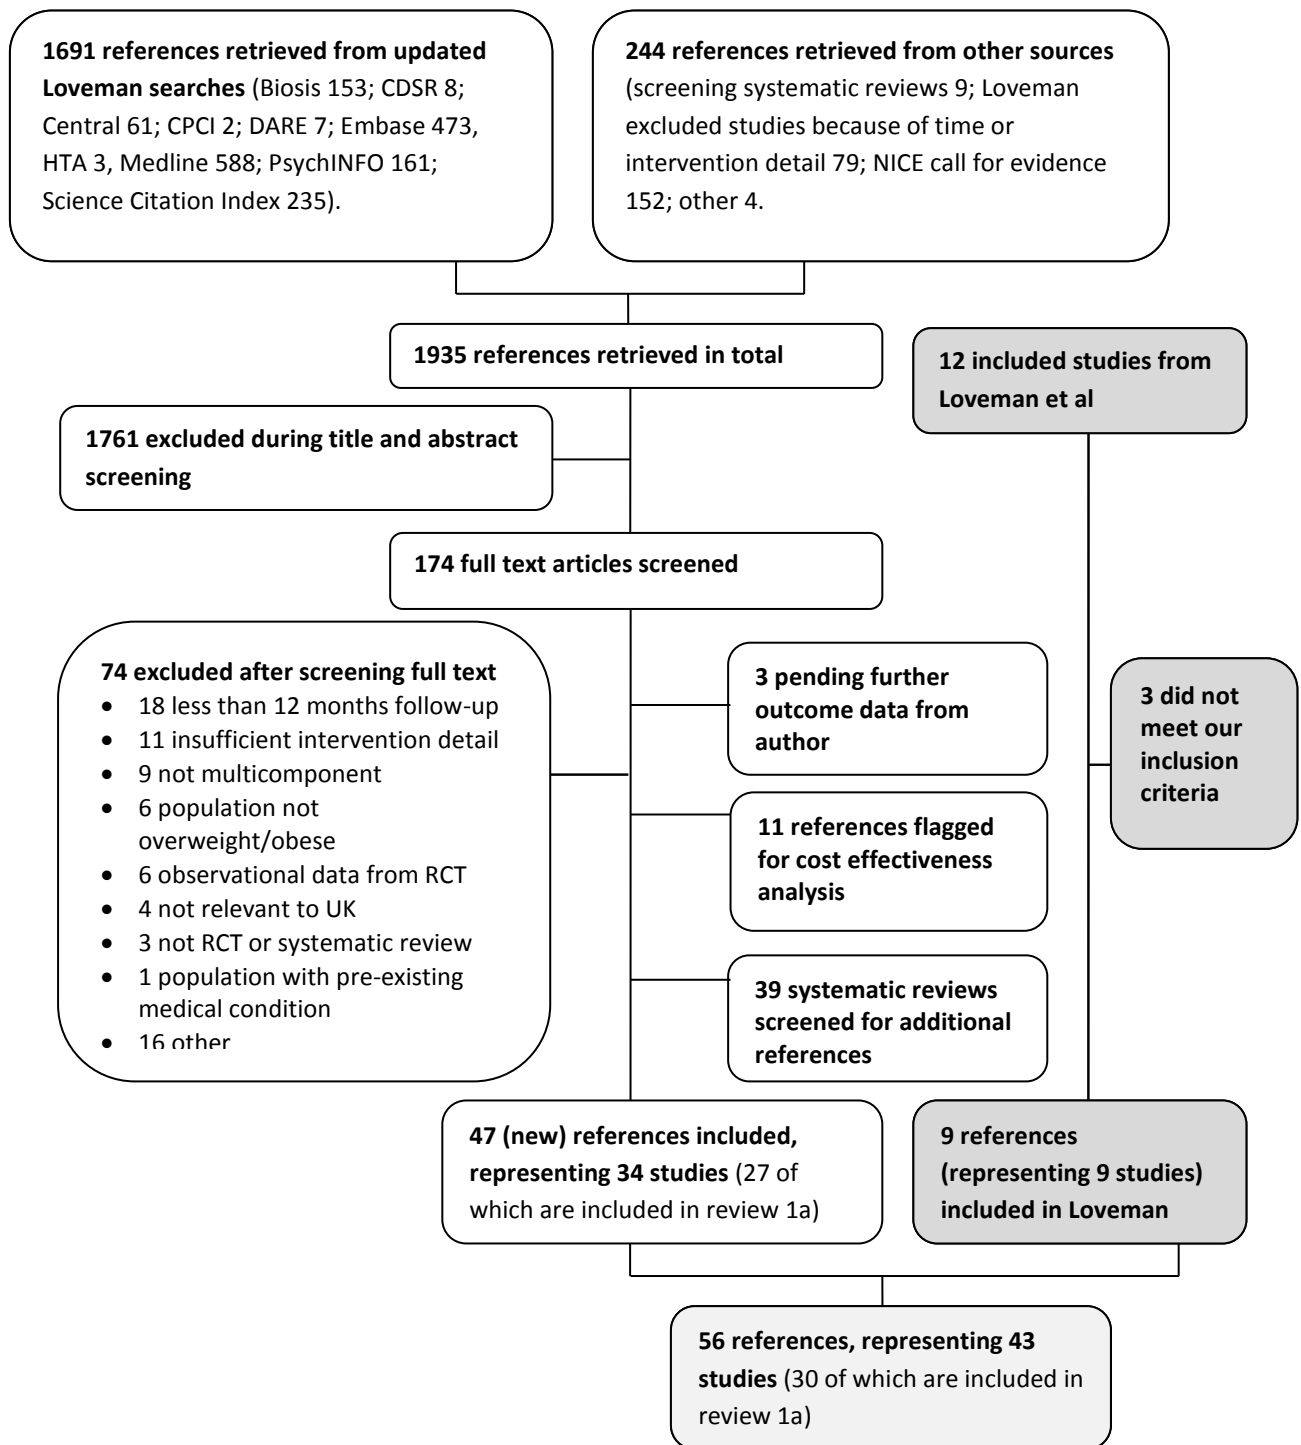 1691 references retrieved from updated
Loveman searches (Biosis 153; CDSR 8;
Central 61; CPCI 2; DARE 7; Embase 473,
HTA 3, Medline 588; PsychINFO 161;
Science Citation Index 235).
244 references retrieved from other sources
(screening systematic reviews 9; Loveman
excluded studies because of time or
intervention detail 79; NICE call for evidence
152; other 4.
1935 references retrieved in total
12 included studies from
Loveman et al
1761 excluded during title and abstract
screening
174 full text articles screened
74 excluded after screening full text
• 18 less than 12 months follow-up
• 11 insufficient intervention detail
• 9 not multicomponent
• 6 population not
overweight/obese
• 6 observational data from RCT
• 4 not relevant to UK
• 3 not RCT or systematic review
• 1 population with pre-existing
medical condition
• 16 other
3 pending further
outcome data from
author
3 did not
meet our
inclusion
criteria
11 references flagged
for cost effectiveness
analysis
39 systematic reviews
screened for additional
references
47 (new) references included,
representing 34 studies (27 of
which are included in review 1a)
9 references
(representing 9 studies)
included in Loveman
56 references, representing 43
studies (30 of which are included in
review 1a)